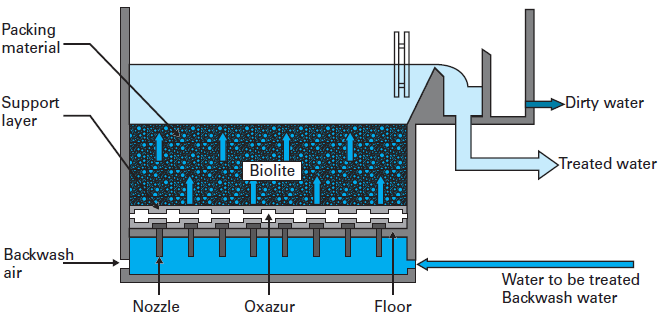 Packing
material
Support
layer
Biolite
Dirty water
Treated water
Backwash
air
Water to be treated
Backwash water
Nozzle
Oxazur
Floor